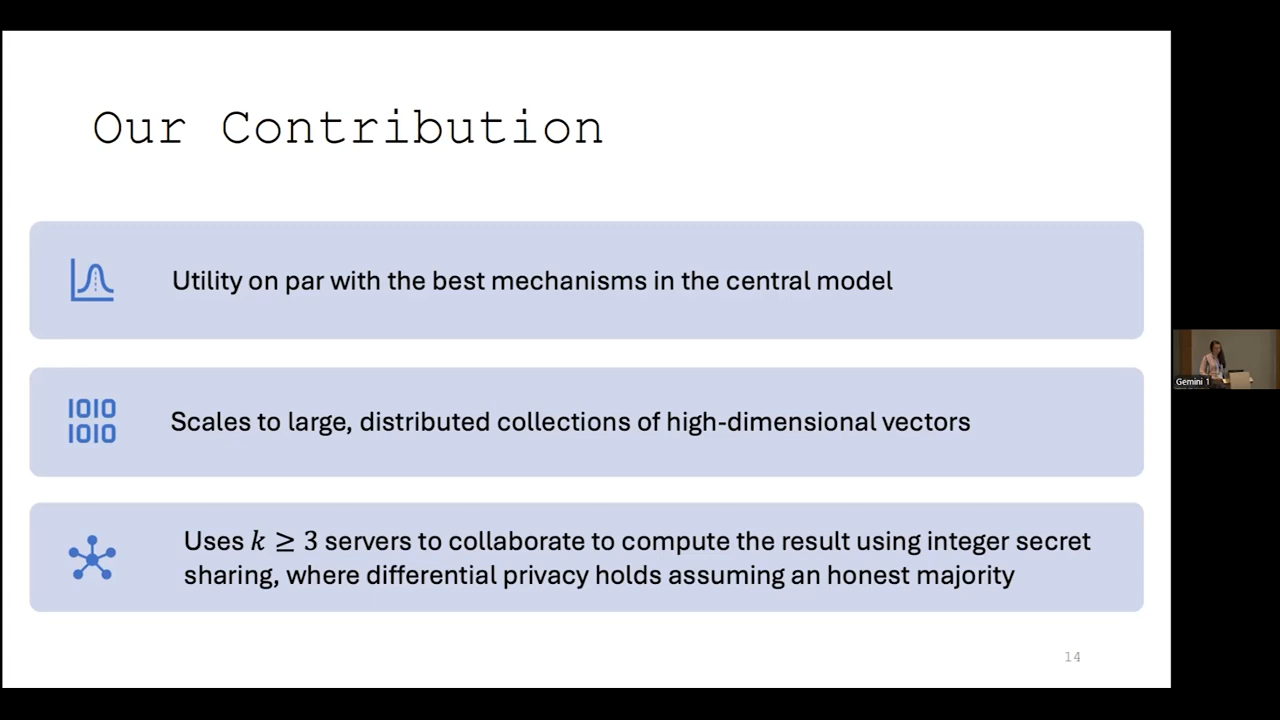 Our Contribution
Utility on par with the best mechanisms in the central model
IOIO
IOIO
Scales to large, distributed collections of high-dimensional vectors
Uses k ≥ 3 servers to collaborate to compute the result using integer secret
sharing, where differential privacy holds assuming an honest majority
14
Gemini 1